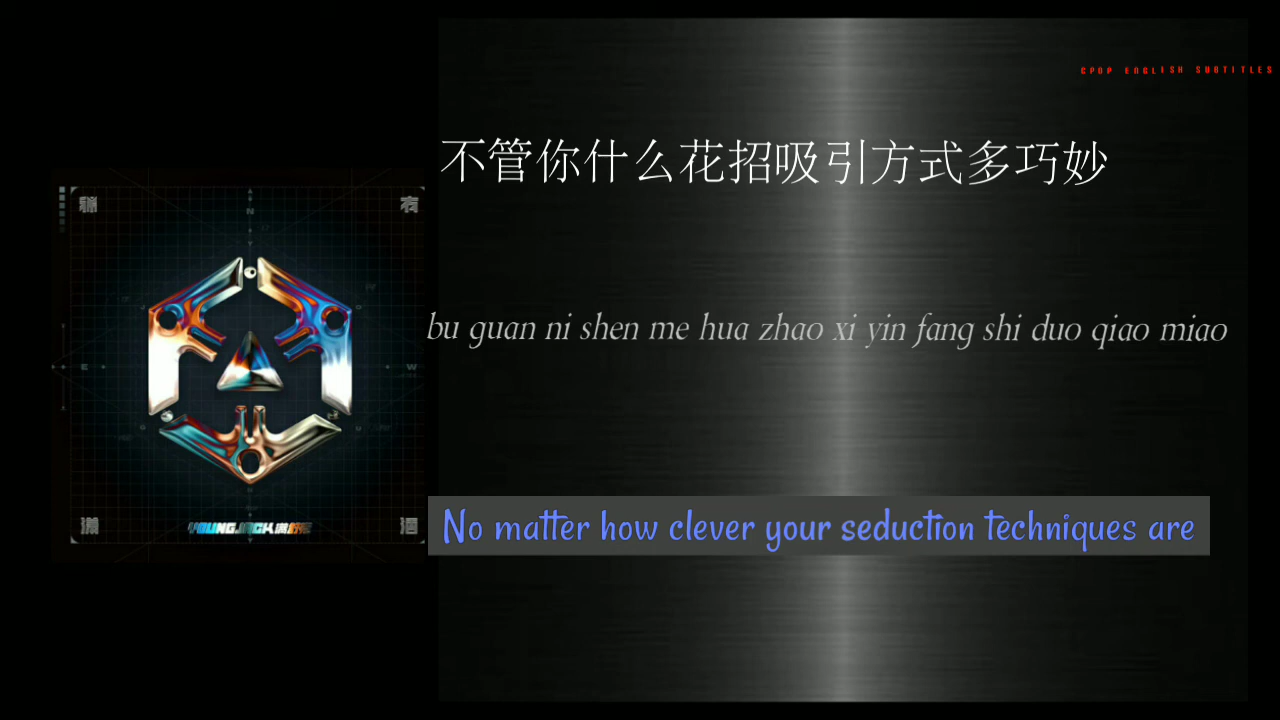 CPOP ENGLISH SUBTITLES
不管你什么花招吸引方式多巧妙
bu guan ni shen me hua zhao xi yin fang shi duo qiao miao
No matter how clever your seduction techniques are
N
E
W